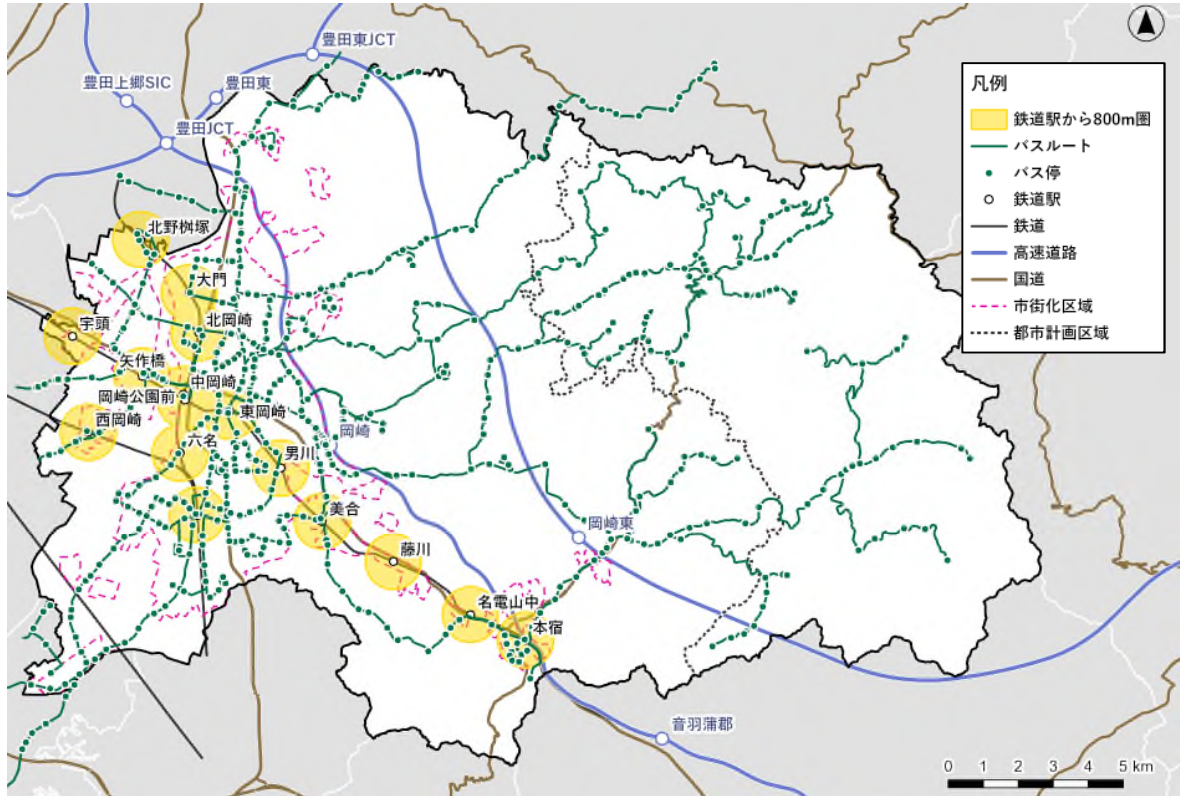 豊田東JCT
豊田上郷SIC
豊田東
豊田JCT
凡例
鉄道駅から800m圏
バスルート
バス停
鉄道駅
鉄道
高速道路
国道
市街化区域
都市計画区域
北野桝塚
大門
宇頭
北岡崎
矢作橋
中岡崎
岡崎公園前
東岡崎
西岡崎
岡崎
六名
男川
美合
岡崎東
藤川
名電山中
本宿
音羽蒲郡
0 1 2 3 4 5 km